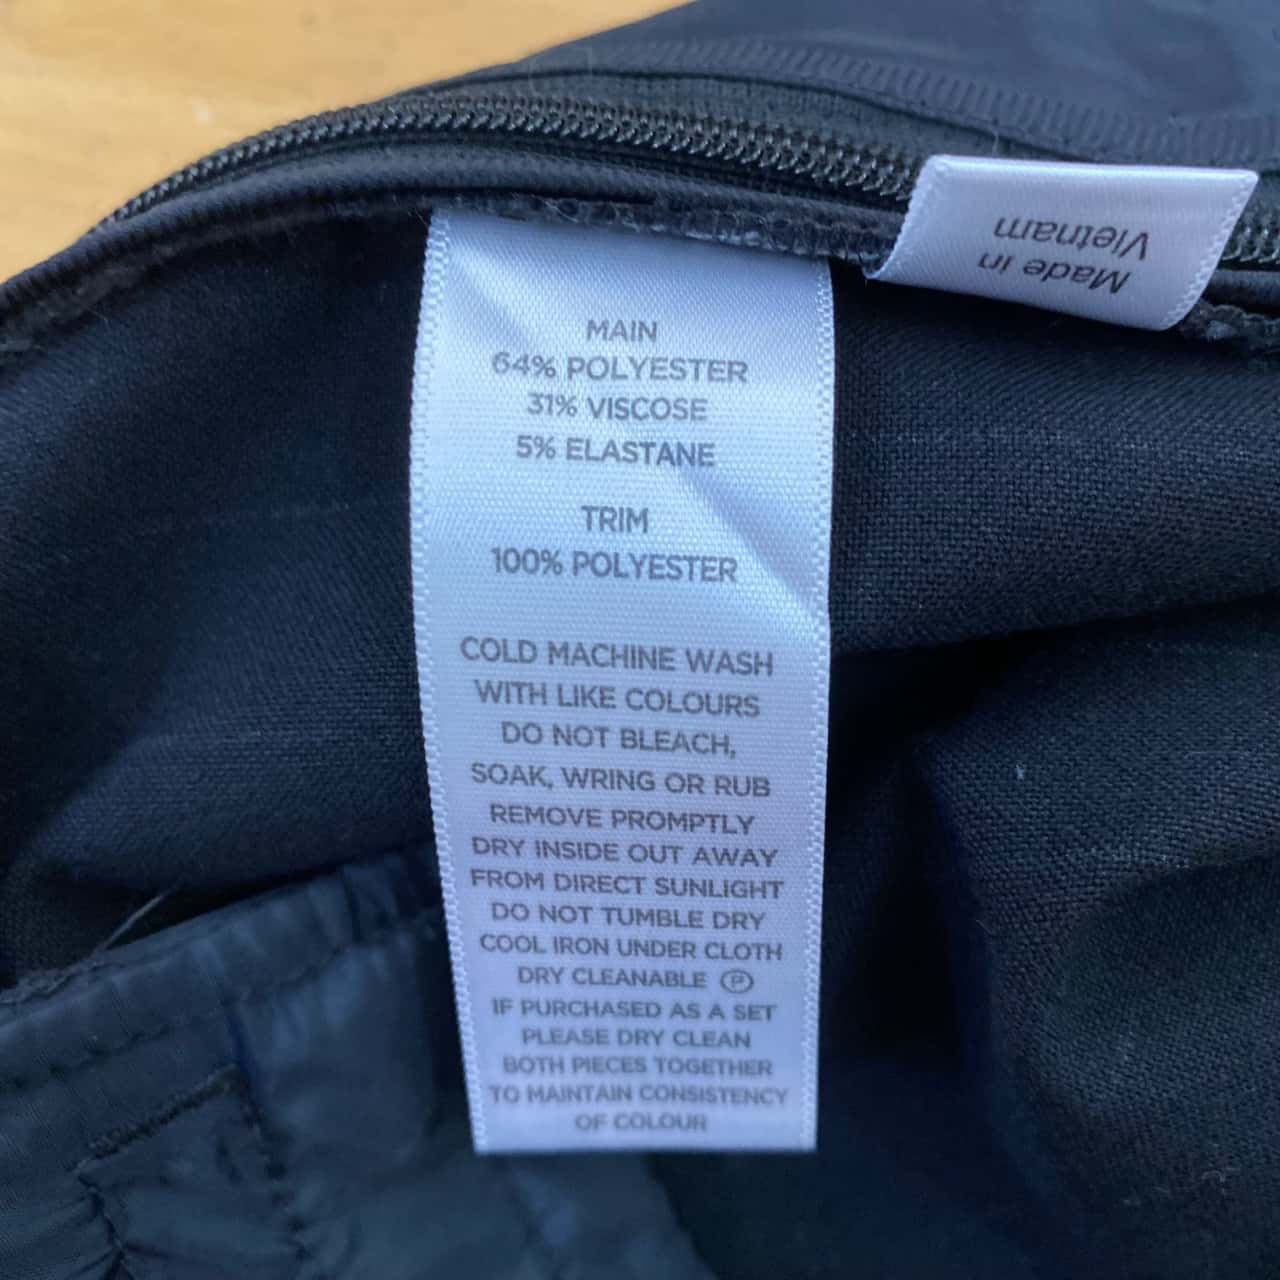 MAIN
64% POLYESTER
31% VISCOSE
5% ELASTANE
TRIM
100% POLYESTER
COLD MACHINE WASH
WITH LIKE COLOURS
DO NOT BLEACH,
SOAK, WRING OR RUB
REMOVE PROMPTLY
DRY INSIDE OUT AWAY
FROM DIRECT SUNLIGHT
DO NOT TUMBLE DRY
COOL IRON UNDER CLOTH
DRY CLEANABLE Ⓟ
IF PURCHASED AS A SET
PLEASE DRY CLEAN
BOTH PIECES TOGETHER
TO MAINTAIN CONSISTENCY
OF COLOUR
Made in
Vietnam